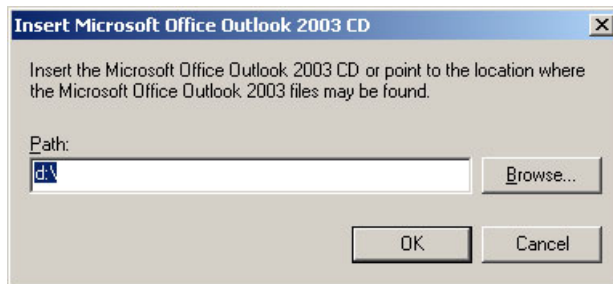 Insert Microsoft Office Outlook 2003 CD
Insert the Microsoft Office Outlook 2003 CD or point to the location where
the Microsoft Office Outlook 2003 files may be found.
Path:
d:\
Browse...
OK
Cancel